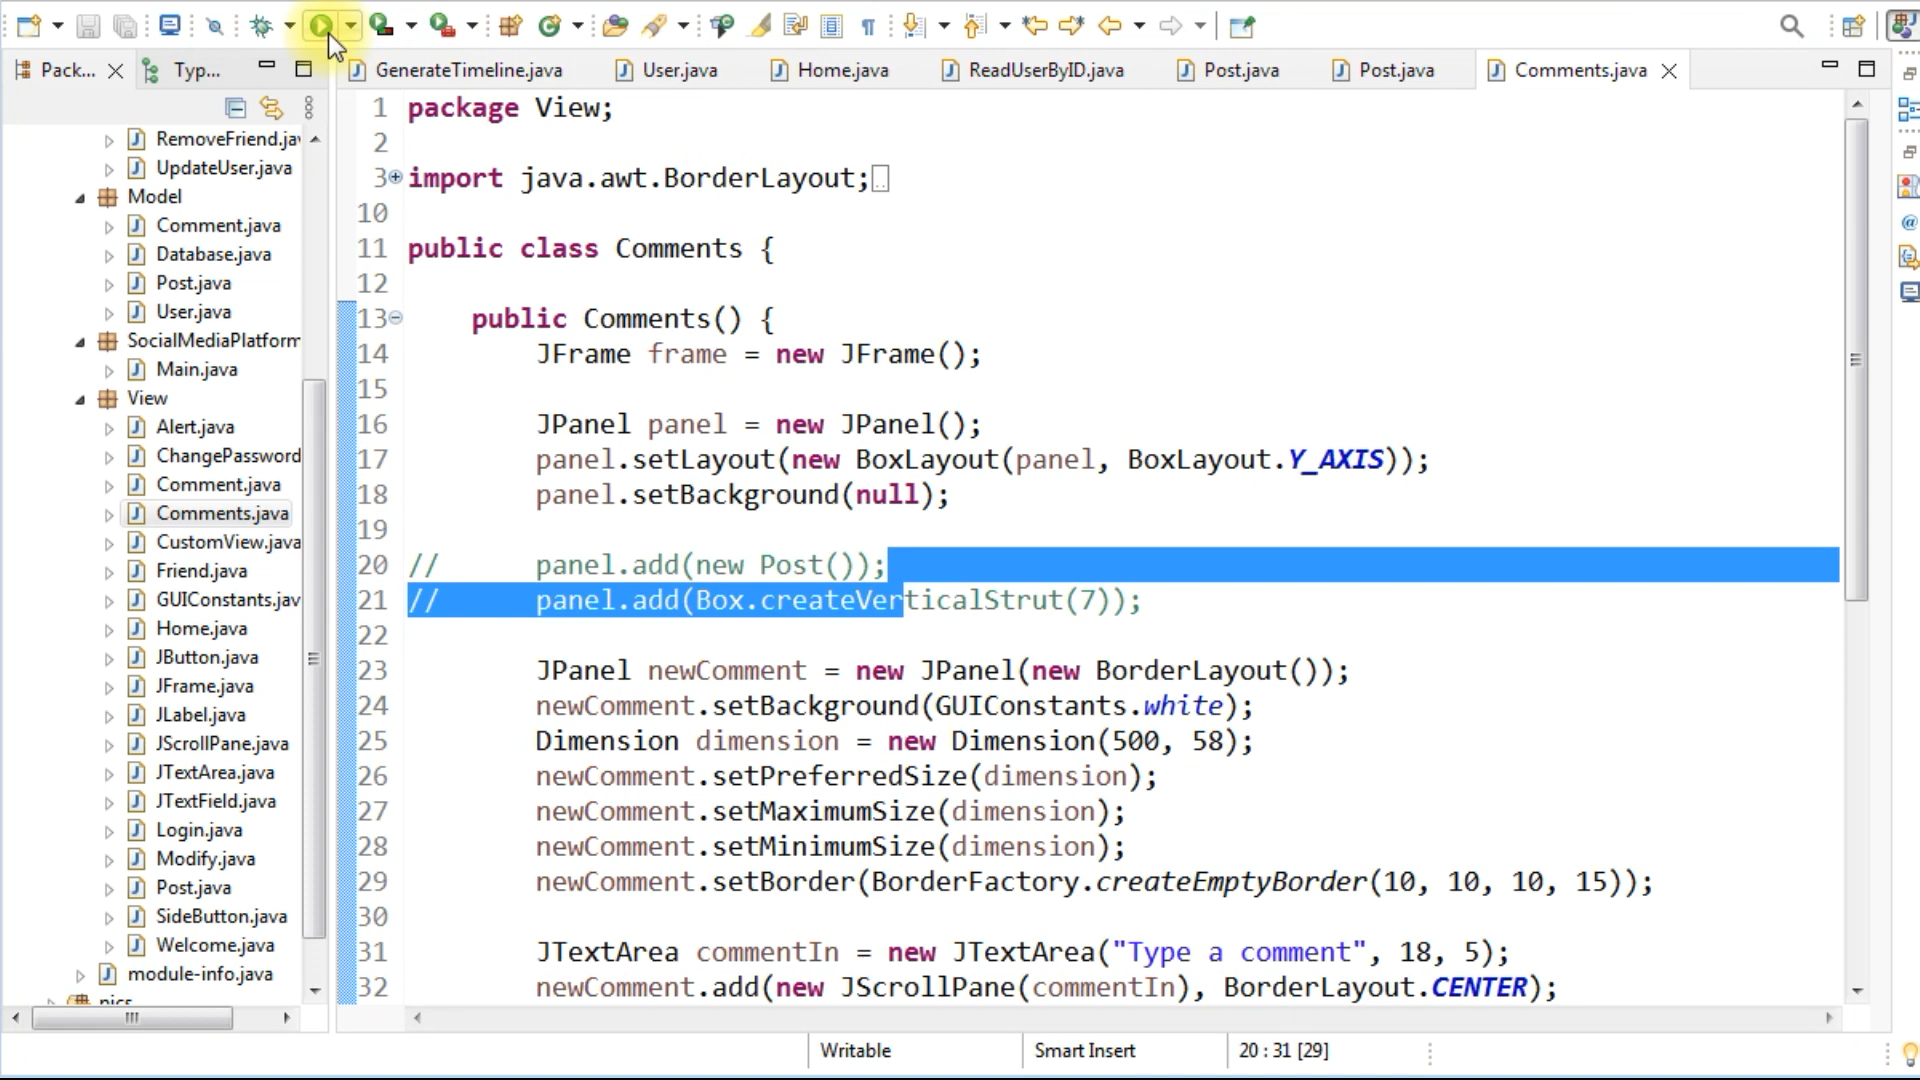 Pack...
Typ...
GenerateTimeline.java
User.java
Home.java
ReadUserByID.java
Post.java
Post.java
Comments.java
RemoveFriend.jav
UpdateUser.java
Model
Comment.java
Database.java
Post.java
User.java
SocialMediaPlatform
Main.java
View
Alert.java
ChangePassword
Comment.java
Comments.java
CustomView.java
Friend.java
GUIConstants.jav
Home.java
JButton.java
JFrame.java
JLabel.java
JScrollPane.java
JTextArea.java
JTextField.java
Login.java
Modify.java
Post.java
SideButton.java
Welcome.java
module-info.java
pics
1 package View;
2
3 import java.awt.BorderLayout;
10
11 public class Comments {
12
13 public Comments() {
14 JFrame frame = new JFrame();
15
16 JPanel panel = new JPanel();
17 panel.setLayout(new BoxLayout(panel, BoxLayout.Y_AXIS));
18 panel.setBackground(null);
19
20 // panel.add(new Post());
21 // panel.add(Box.createVerticalStrut(7));
22
23 JPanel newComment = new JPanel(new BorderLayout());
24 newComment.setBackground(GUIConstants.white);
25 Dimension dimension = new Dimension(500, 58);
26 newComment.setPreferredSize(dimension);
27 newComment.setMaximumSize(dimension);
28 newComment.setMinimumSize(dimension);
29 newComment.setBorder(BorderFactory.createEmptyBorder(10, 10, 10, 15));
30
31 JTextArea commentIn = new JTextArea("Type a comment", 18, 5);
32 newComment.add(new JScrollPane(commentIn), BorderLayout.CENTER);
Writable
Smart Insert
20 : 31 [29]